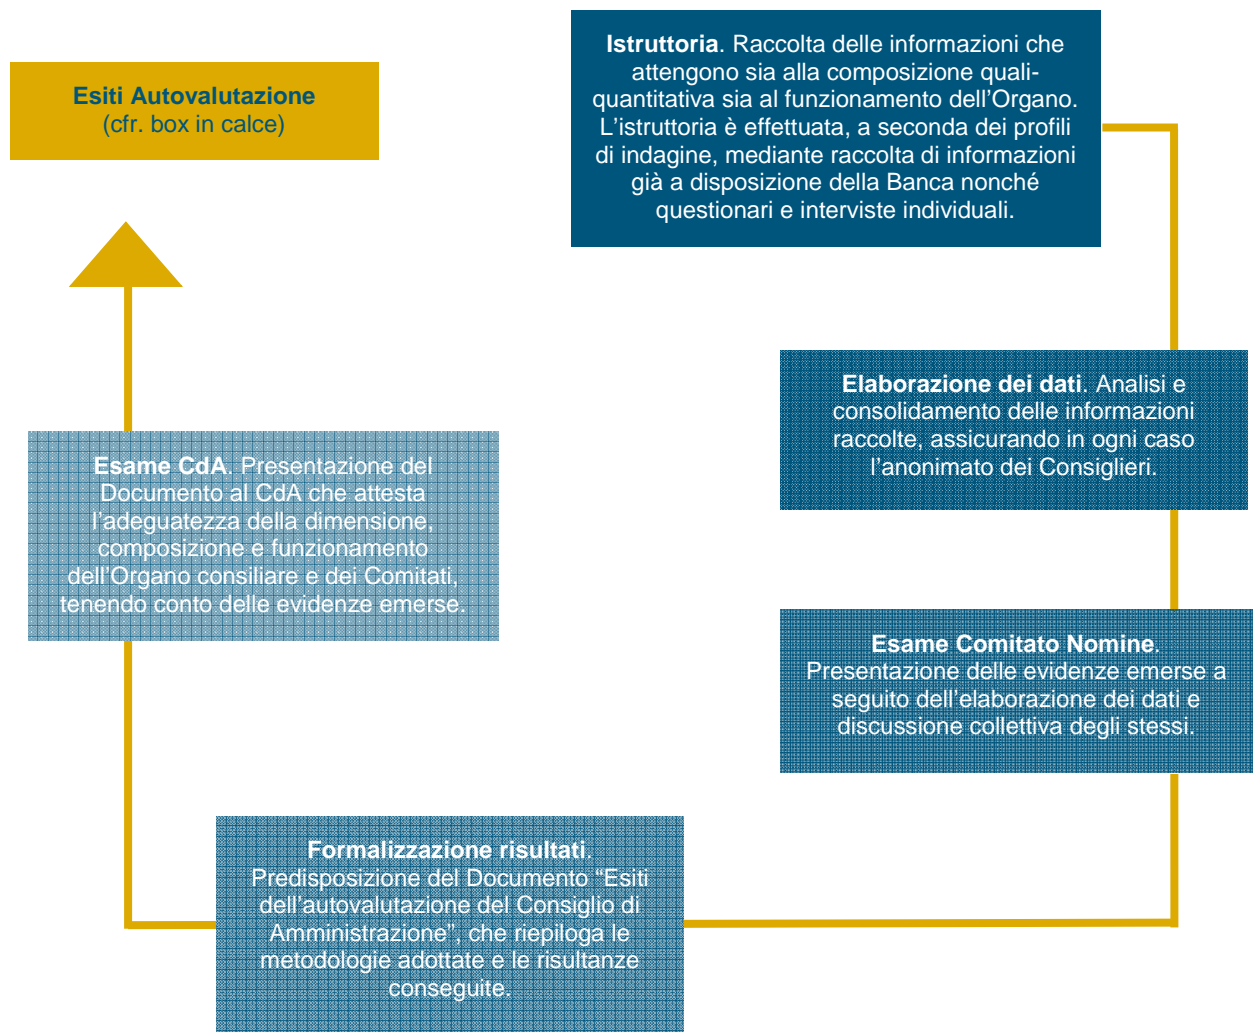 Esiti Autovalutazione
(cfr. box in calce)
Istruttoria. Raccolta delle informazioni che
attengono sia alla composizione quali-
quantitativa sia al funzionamento dell’Organo.
L’istruttoria è effettuata, a seconda dei profili
di indagine, mediante raccolta di informazioni
già a disposizione della Banca nonché
questionari e interviste individuali.
Elaborazione dei dati. Analisi e
consolidamento delle informazioni
raccolte, assicurando in ogni caso
l’anonimato dei Consiglieri.
Esame Comitato Nomine.
Presentazione delle evidenze emerse a
seguito dell’elaborazione dei dati e
discussione collettiva degli stessi.
Formalizzazione risultati.
Predisposizione del Documento “Esiti
dell’autovalutazione del Consiglio di
Amministrazione”, che riepiloga le
metodologie adottate e le risultanze
conseguite.
Esame CdA. Presentazione del
Documento al CdA che attesta
l’adeguatezza della dimensione,
composizione e funzionamento
dell’Organo consiliare e dei Comitati,
tenendo conto delle evidenze emerse.